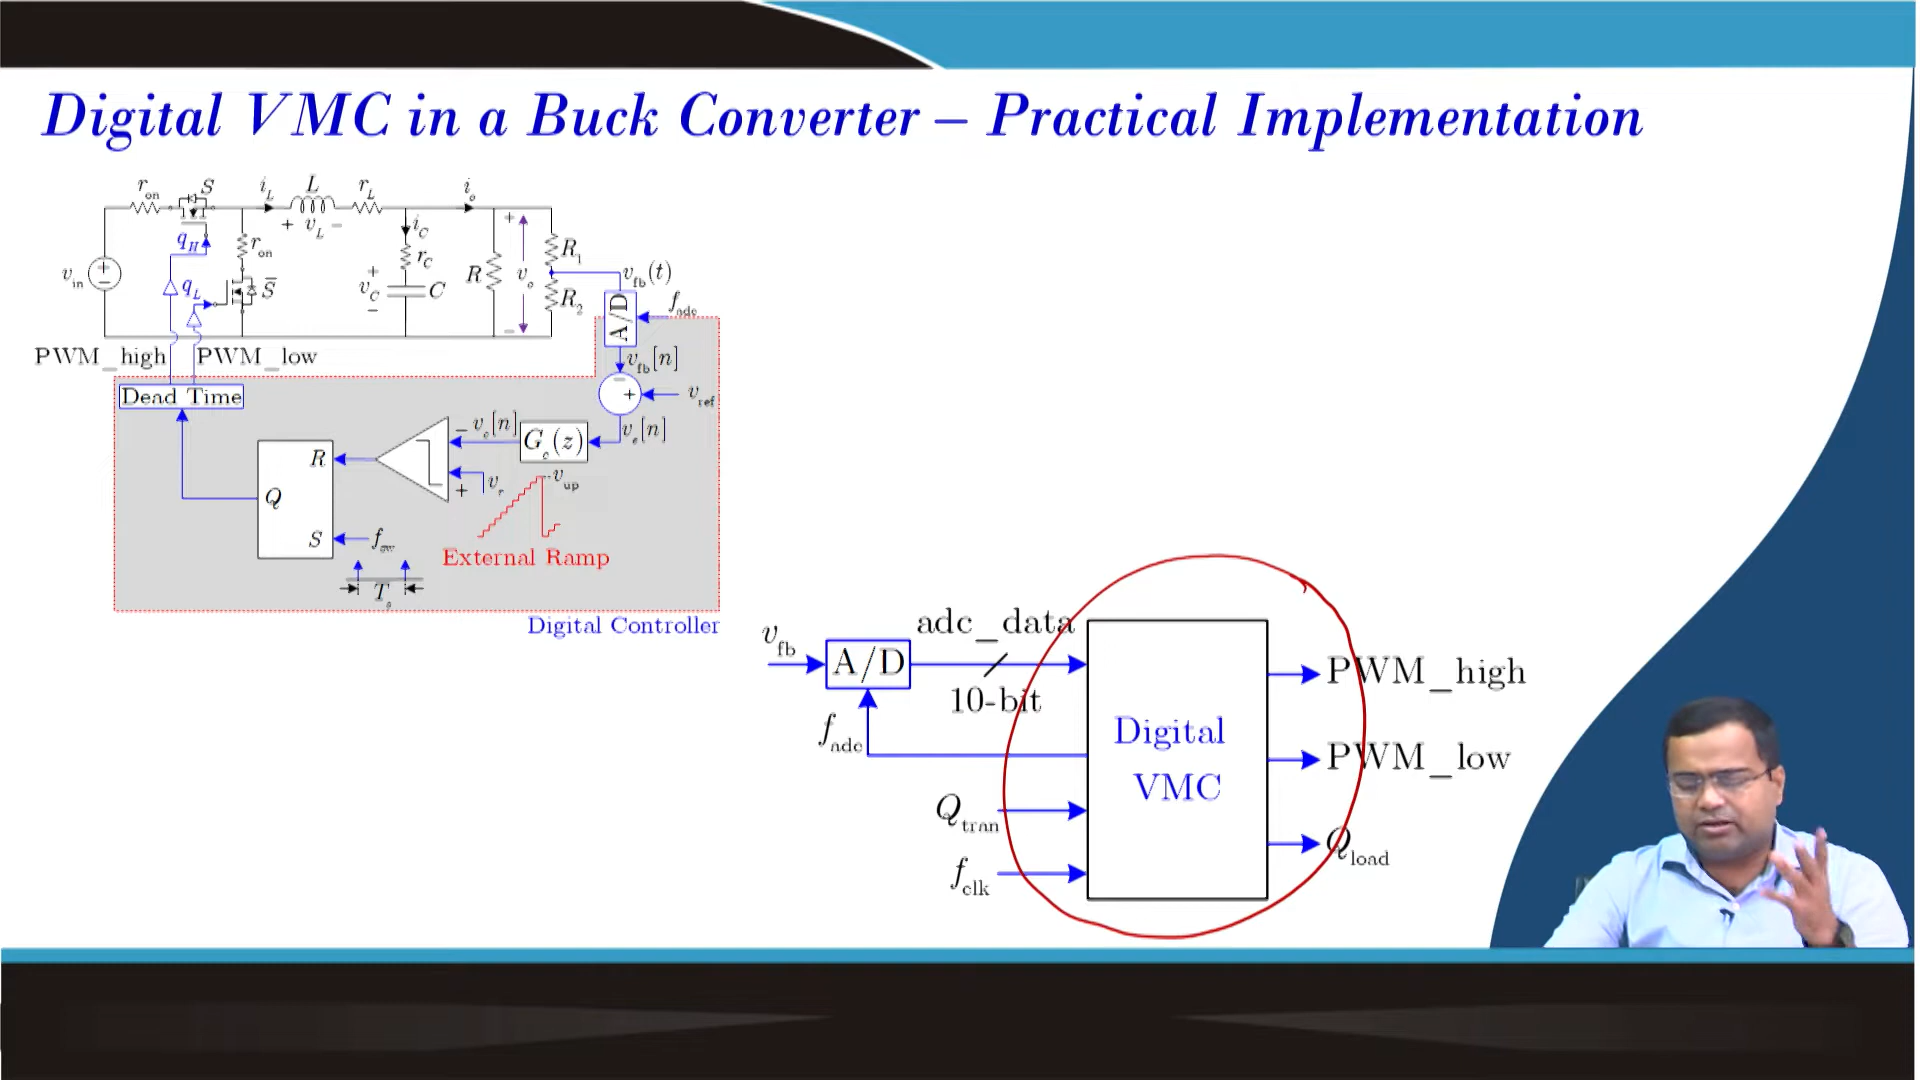 Digital VMC in a Buck Converter – Practical Implementation
r_on S i_L L r_L i_o
+ v_L −
i_C
q_H r_on r_C R_1
v_in + − q_L S̅ + v_C − C R + v_o − R_2 v_fb(t)
A/D f_adc
PWM_high PWM_low v_fb[n]
Dead Time + − v_ref
− v_c[n] G_c(z) v_e[n]
R
+ v_r v_up
Q
S f_sw External Ramp
T_s
Digital Controller
v_fb A/D adc_data
10-bit
f_adc
Q_tran
f_clk
Digital
VMC
PWM_high
PWM_low
Q_load